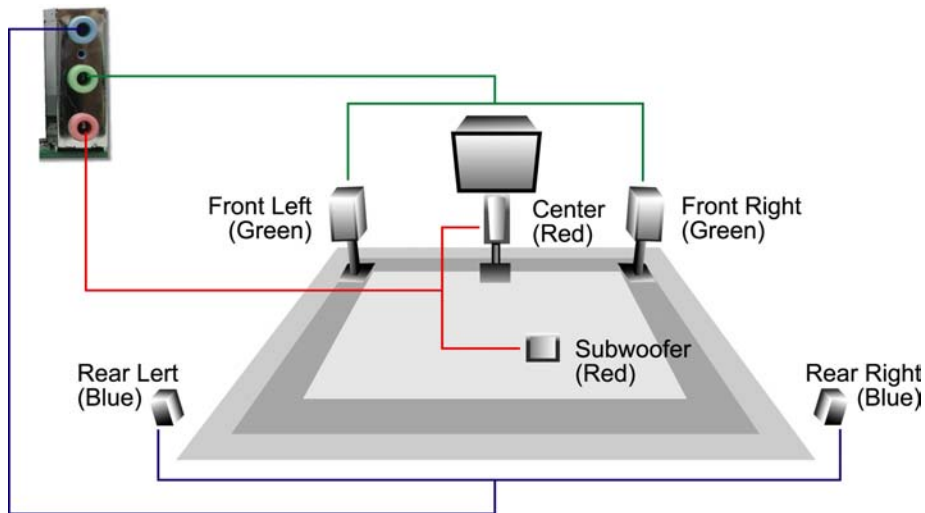 Front Left
(Green)
Center
(Red)
Front Right
(Green)
Subwoofer
(Red)
Rear Lert
(Blue)
Rear Right
(Blue)